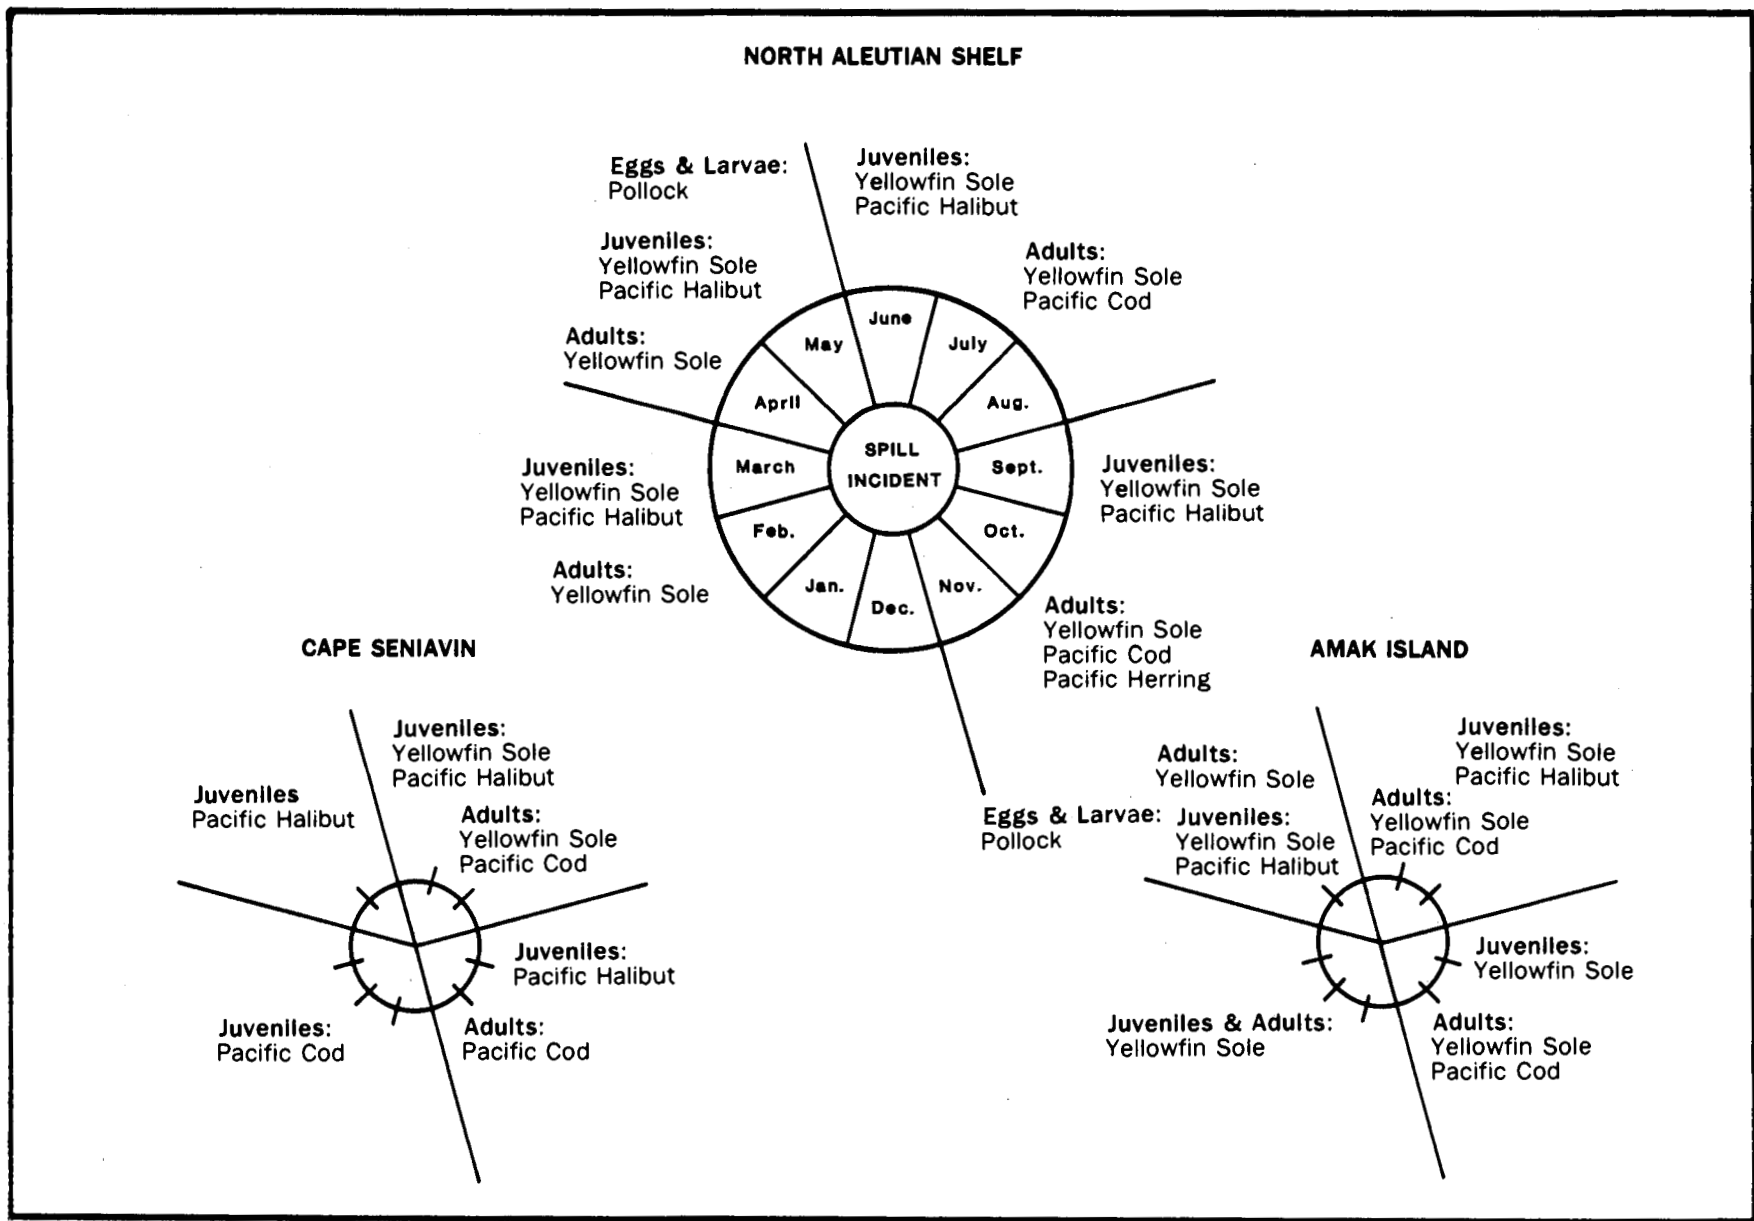 NORTH ALEUTIAN SHELF
Eggs & Larvae:
Pollock
Juveniles:
Yellowfin Sole
Pacific Halibut
Adults:
Yellowfin Sole
Juveniles:
Yellowfin Sole
Pacific Halibut
Adults:
Yellowfin Sole
Pacific Cod
June
July
Aug.
Sept.
Oct.
Nov.
Dec.
Jan.
Feb.
March
April
May
SPILL
INCIDENT
Juveniles:
Yellowfin Sole
Pacific Halibut
Adults:
Yellowfin Sole
Juveniles:
Yellowfin Sole
Pacific Halibut
Adults:
Yellowfin Sole
Pacific Cod
Pacific Herring
Eggs & Larvae:
Pollock
CAPE SENIAVIN
Juveniles
Pacific Halibut
Juveniles:
Yellowfin Sole
Pacific Halibut
Adults:
Yellowfin Sole
Pacific Cod
Juveniles:
Pacific Halibut
Adults:
Pacific Cod
Juveniles:
Pacific Cod
AMAK ISLAND
Adults:
Yellowfin Sole
Juveniles:
Yellowfin Sole
Pacific Halibut
Juveniles:
Yellowfin Sole
Pacific Halibut
Adults:
Yellowfin Sole
Pacific Cod
Juveniles:
Yellowfin Sole
Adults:
Yellowfin Sole
Pacific Cod
Juveniles & Adults:
Yellowfin Sole